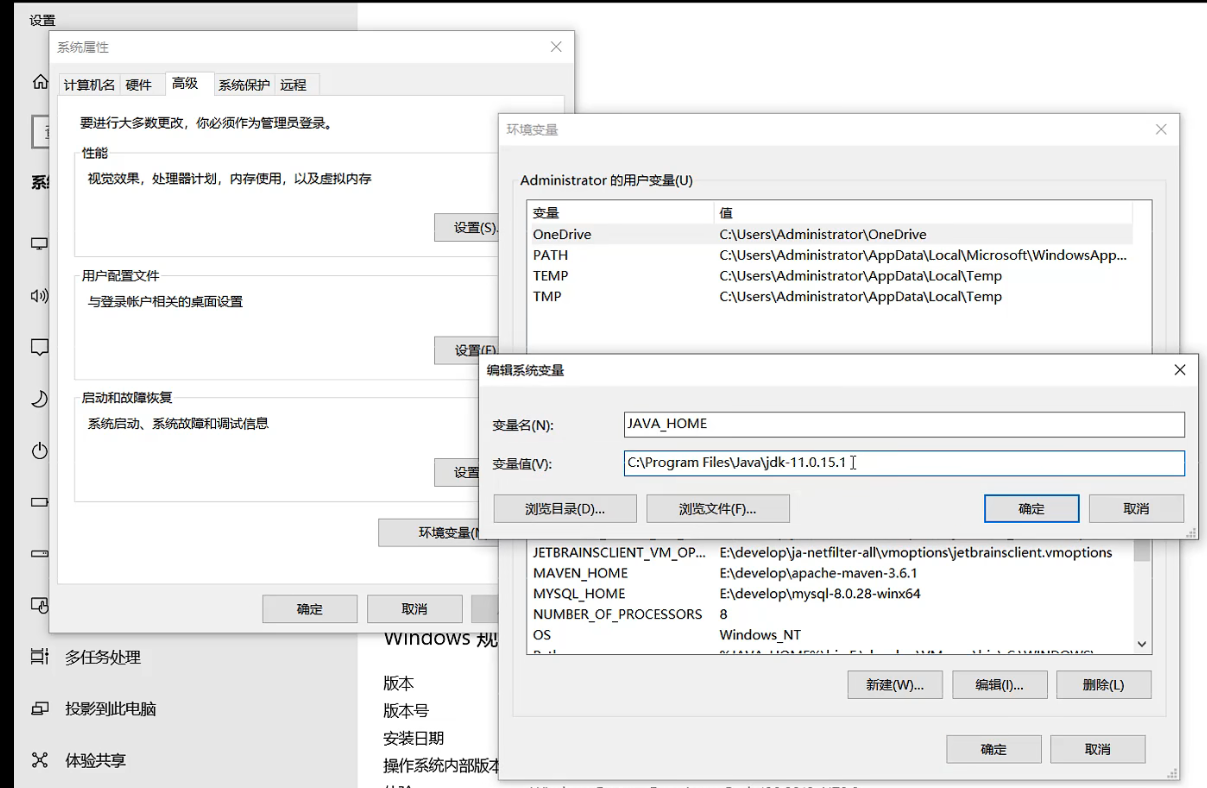 设置
系统属性
计算机名 硬件 高级 系统保护 远程
要进行大多数更改，你必须作为管理员登录。
性能
视觉效果，处理器计划，内存使用，以及虚拟内存
设置(S)
用户配置文件
与登录帐户相关的桌面设置
设置(E)
启动和故障恢复
系统启动、系统故障和调试信息
设置
环境变量(
确定 取消
多任务处理
投影到此电脑
体验共享
Windows 规
版本
版本号
安装日期
操作系统内部版本
环境变量
Administrator 的用户变量(U)
变量 值
OneDrive C:\Users\Administrator\OneDrive
PATH C:\Users\Administrator\AppData\Local\Microsoft\WindowsApp...
TEMP C:\Users\Administrator\AppData\Local\Temp
TMP C:\Users\Administrator\AppData\Local\Temp
编辑系统变量
变量名(N): JAVA_HOME
变量值(V): C:\Program Files\Java\jdk-11.0.15.1
浏览目录(D)... 浏览文件(F)... 确定 取消
JETBRAINSCLIENT_VM_OP... E:\develop\ja-netfilter-all\vmoptions\jetbrainsclient.vmoptions
MAVEN_HOME E:\develop\apache-maven-3.6.1
MYSQL_HOME E:\develop\mysql-8.0.28-winx64
NUMBER_OF_PROCESSORS 8
OS Windows_NT
新建(W)... 编辑(I)... 删除(L)
确定 取消